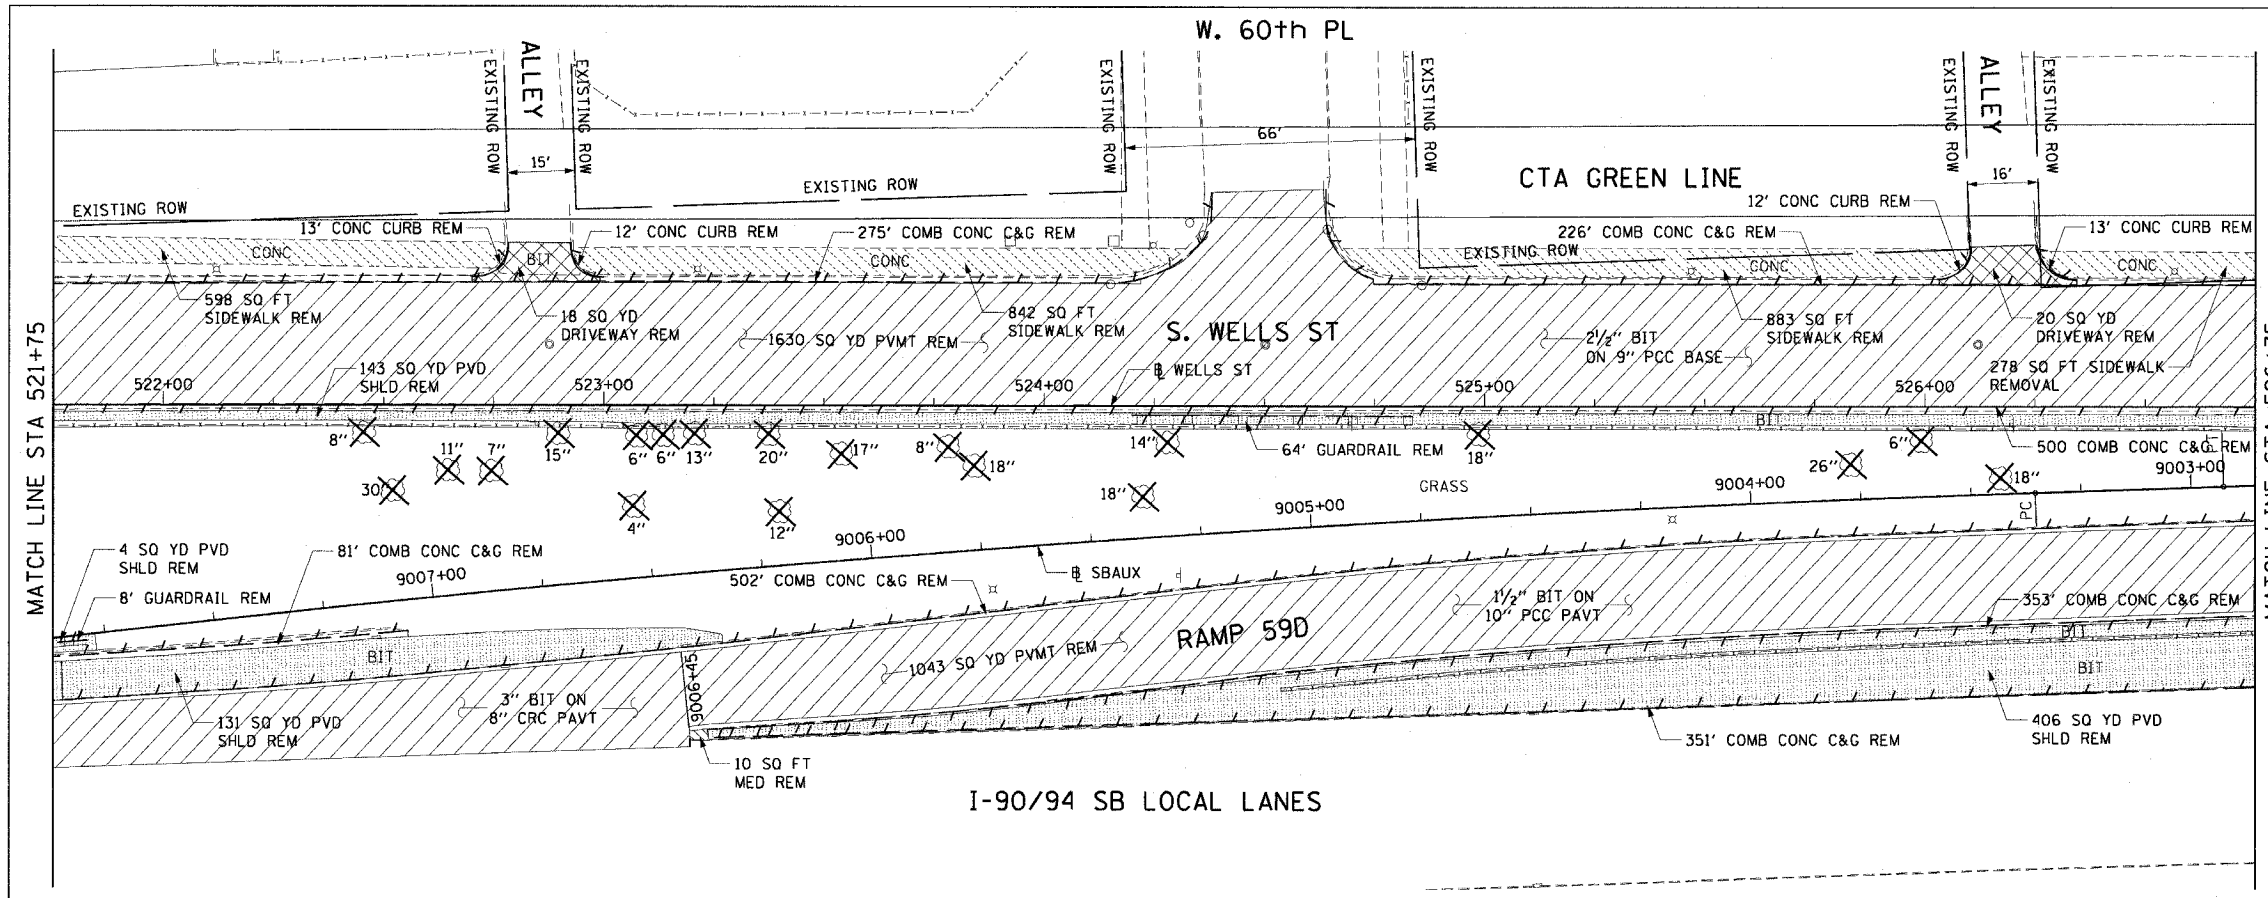 W. 60th PL
EXISTING ROW
ALLEY
EXISTING ROW
EXISTING ROW
EXISTING ROW
EXISTING ROW
ALLEY
EXISTING ROW
15'
66'
16'
EXISTING ROW
EXISTING ROW
CTA GREEN LINE
13' CONC CURB REM
12' CONC CURB REM
275' COMB CONC C&G REM
226' COMB CONC C&G REM
12' CONC CURB REM
13' CONC CURB REM
EXISTING ROW
CONC
BIT
CONC
CONC
CONC
598 SQ FT
SIDEWALK REM
18 SQ YD
DRIVEWAY REM
842 SQ FT
SIDEWALK REM
883 SQ FT
SIDEWALK REM
20 SQ YD
DRIVEWAY REM
1630 SQ YD PVMT REM
S. WELLS ST
2½" BIT
ON 9" PCC BASE
278 SQ FT SIDEWALK
REMOVAL
143 SQ YD PVD
SHLD REM
℄ WELLS ST
522+00
523+00
524+00
525+00
526+00
MATCH LINE STA 521+75
BIT
8"
11"
7"
15"
6"
6"
13"
20"
17"
8"
18"
14"
64' GUARDRAIL REM
18"
6"
500 COMB CONC C&G REM
26"
18"
30"
4"
12"
18"
GRASS
9003+00
9004+00
9005+00
9006+00
9007+00
PC
4 SQ YD PVD
SHLD REM
8' GUARDRAIL REM
81' COMB CONC C&G REM
502' COMB CONC C&G REM
℄ SBAUX
1½" BIT ON
10" PCC PAVT
353' COMB CONC C&G REM
RAMP 59D
BIT
BIT
BIT
1043 SQ YD PVMT REM
9006+45
3" BIT ON
8" CRC PAVT
131 SQ YD PVD
SHLD REM
406 SQ YD PVD
SHLD REM
351' COMB CONC C&G REM
10 SQ FT
MED REM
I-90/94 SB LOCAL LANES